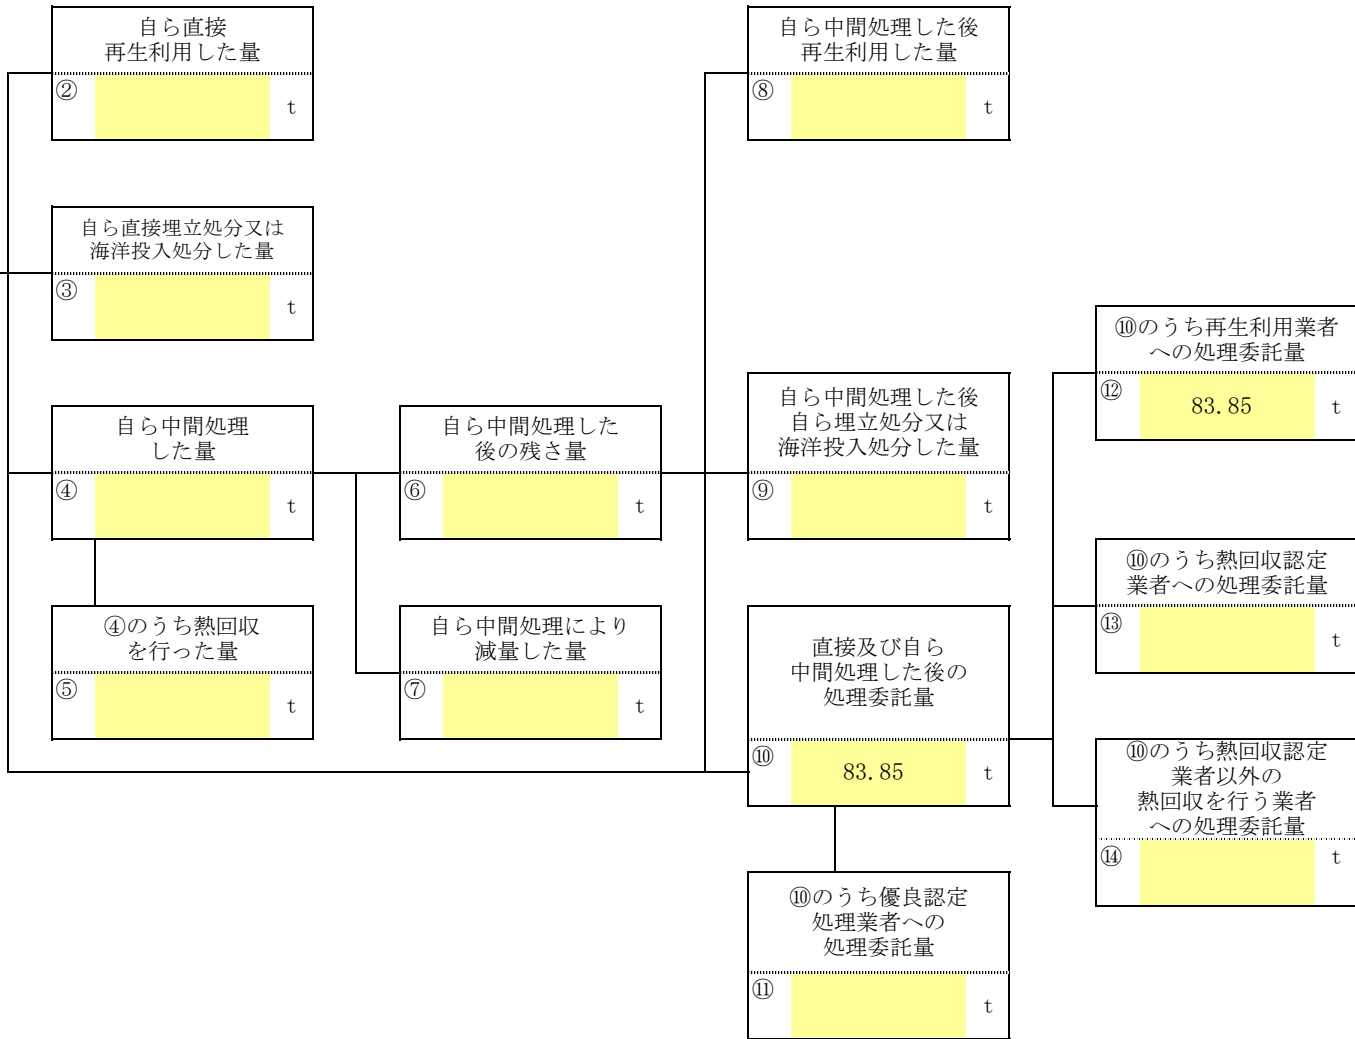 自ら直接
再生利用した量
②
t
自ら中間処理した後
再生利用した量
⑧
t
自ら直接埋立処分又は
海洋投入処分した量
③
t
⑩のうち再生利用業者
への処理委託量
⑫
83.85
t
自ら中間処理
した量
④
t
自ら中間処理した
後の残さ量
⑥
t
自ら中間処理した後
自ら埋立処分又は
海洋投入処分した量
⑨
t
⑩のうち熱回収認定
業者への処理委託量
⑬
t
④のうち熱回収
を行った量
⑤
t
自ら中間処理により
減量した量
⑦
t
直接及び自ら
中間処理した後の
処理委託量
⑩
83.85
t
⑩のうち熱回収認定
業者以外の
熱回収を行う業者
への処理委託量
⑭
t
⑩のうち優良認定
処理業者への
処理委託量
⑪
t